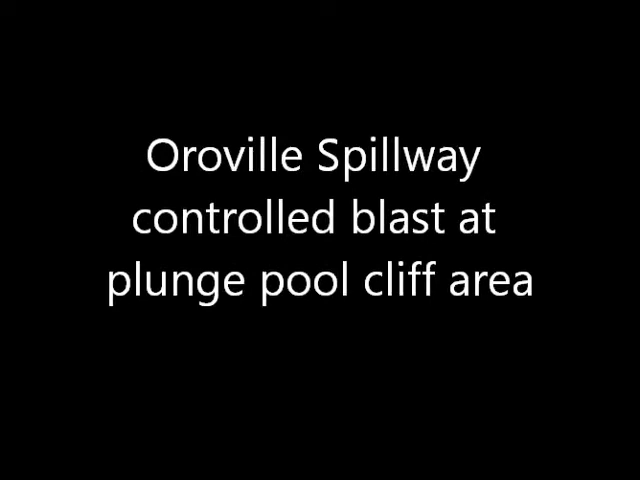 Oroville Spillway
controlled blast at
plunge pool cliff area